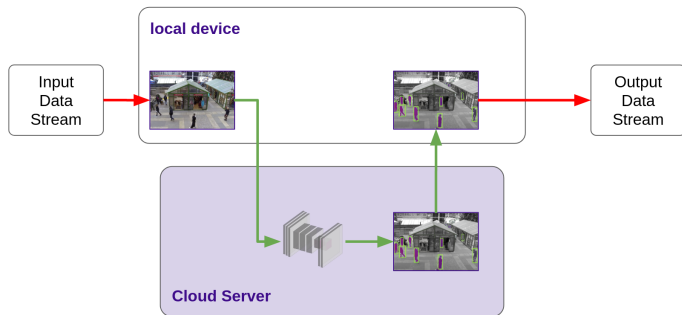 local device
Input
Data
Stream
Output
Data
Stream
Cloud Server